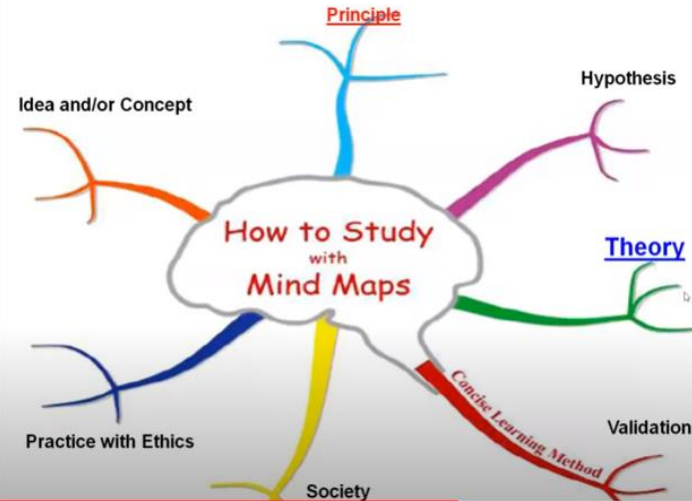 Principle
Hypothesis
Idea and/or Concept
How to Study
with
Mind Maps
Theory
Concise Learning Method
Validation
Practice with Ethics
Society